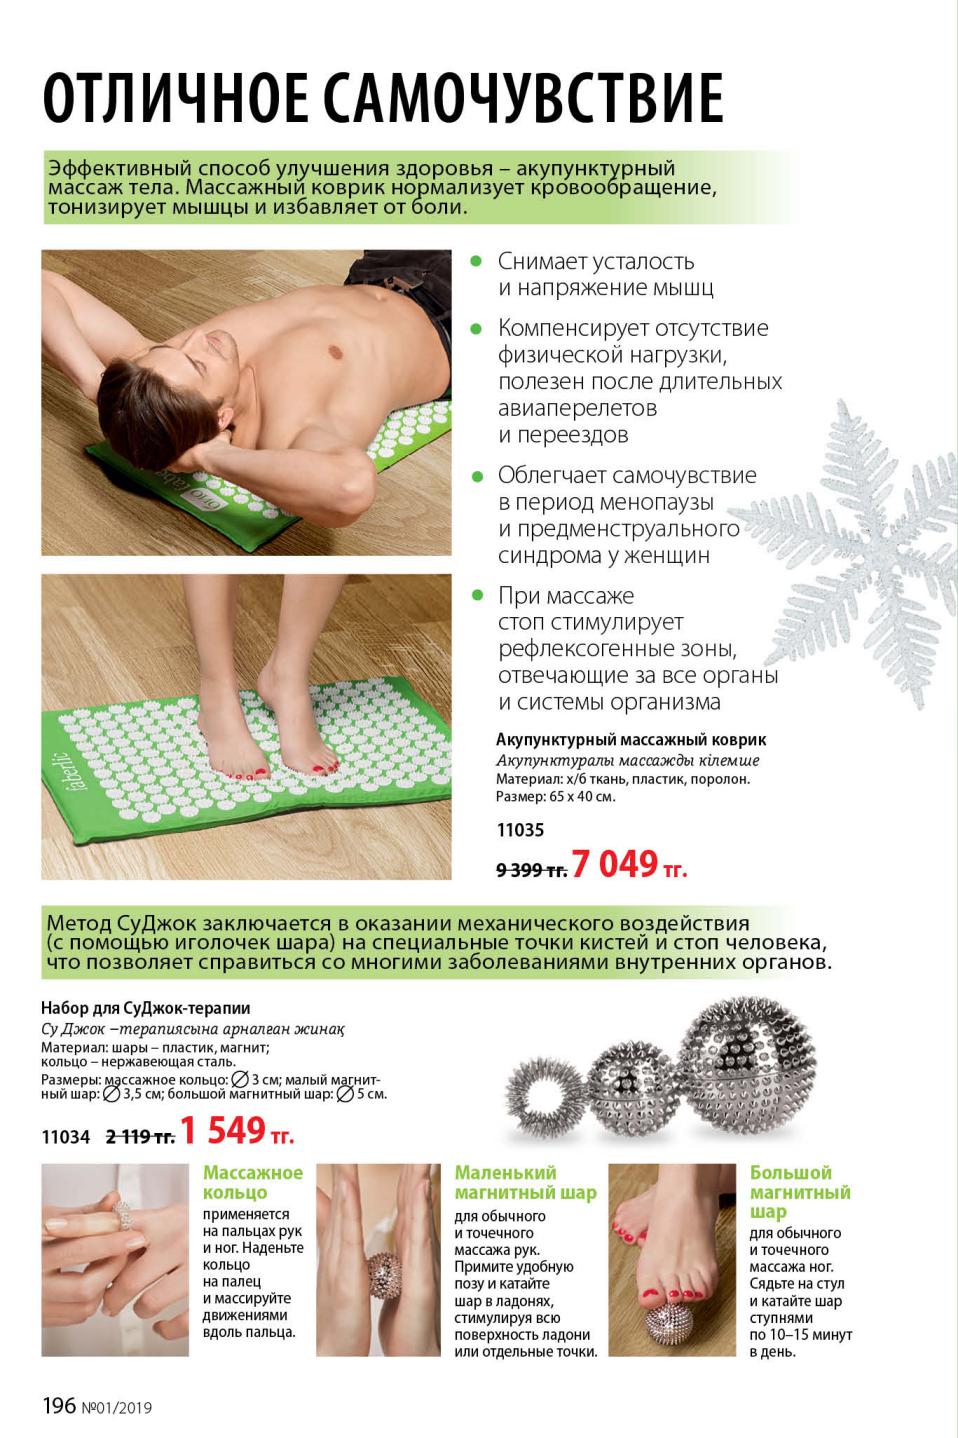 ОТЛИЧНОЕ САМОЧУВСТВИЕ
Эффективный способ улучшения здоровья – акупунктурный
массаж тела. Массажный коврик нормализует кровообращение,
тонизирует мышцы и избавляет от боли.
Снимает усталость
и напряжение мышц
Компенсирует отсутствие
физической нагрузки,
полезен после длительных
авиаперелетов
и переездов
Облегчает самочувствие
в период менопаузы
и предменструального
синдрома у женщин
При массаже
стоп стимулирует
рефлексогенные зоны,
отвечающие за все органы
и системы организма
faberlic
Акупунктурный массажный коврик
Акупунктуралы массажды кілемше
Материал: х/б ткань, пластик, поролон.
Размер: 65 х 40 см.
11035
9 399 тг. 7 049 тг.
Метод СуДжок заключается в оказании механического воздействия
(с помощью иголочек шара) на специальные точки кистей и стоп человека,
что позволяет справиться со многими заболеваниями внутренних органов.
Набор для СуДжок-терапии
Су Джок –терапиясына арналған жинақ
Материал: шары – пластик, магнит;
кольцо – нержавеющая сталь.
Размеры: массажное кольцо: ∅ 3 см; малый магнит-
ный шар: ∅ 3,5 см; большой магнитный шар: ∅ 5 см.
11034 2 119 тг. 1 549 тг.
Массажное
кольцо
применяется
на пальцах рук
и ног. Наденьте
кольцо
на палец
и массируйте
движениями
вдоль пальца.
Маленький
магнитный шар
для обычного
и точечного
массажа рук.
Примите удобную
позу и катайте
шар в ладонях,
стимулируя всю
поверхность ладони
или отдельные точки.
Большой
магнитный
шар
для обычного
и точечного
массажа ног.
Сядьте на стул
и катайте шар
ступнями
по 10–15 минут
в день.
196 №01/2019